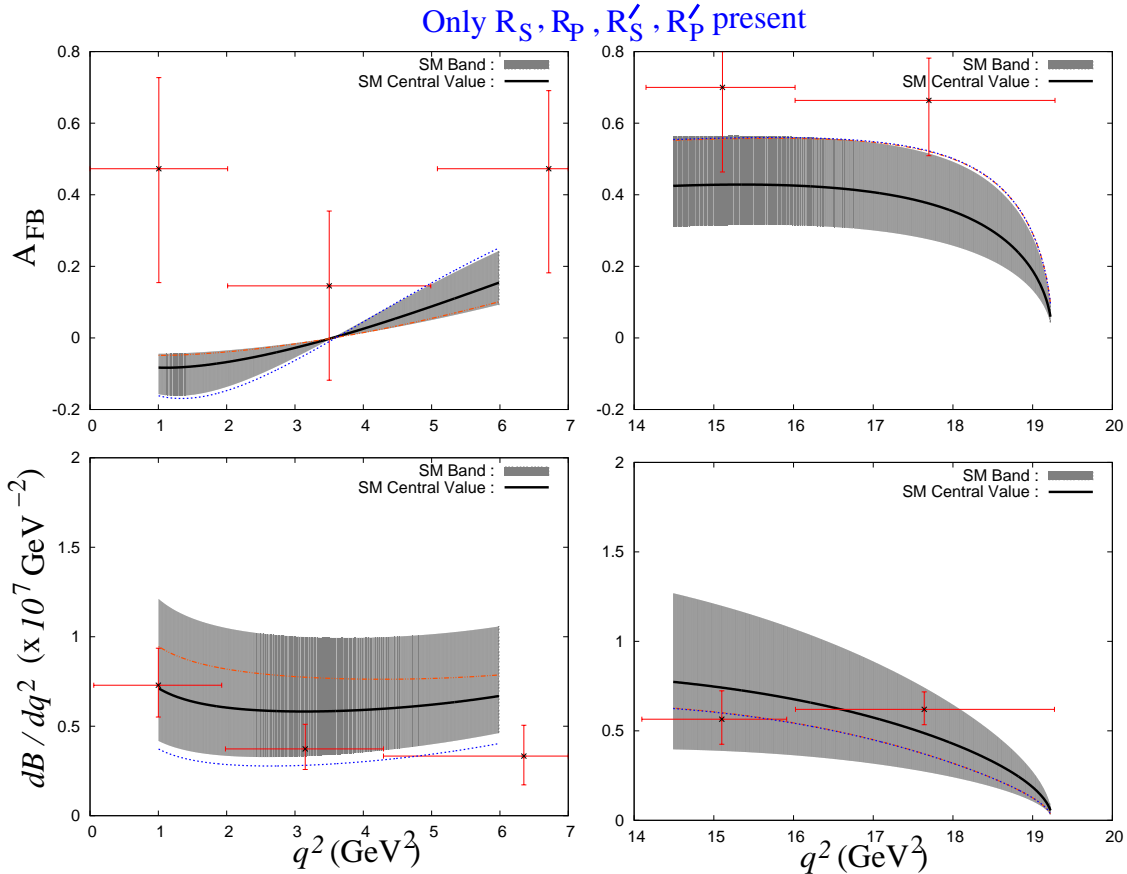 Only R_S, R_P, R′_S, R′_P present
SM Band :
SM Central Value :
A_FB
0.8
0.6
0.4
0.2
0
-0.2
0 1 2 3 4 5 6 7
SM Band :
SM Central Value :
0.8
0.6
0.4
0.2
0
-0.2
14 15 16 17 18 19 20
SM Band :
SM Central Value :
dB / dq² (x 10⁷ GeV⁻²)
2
1.5
1
0.5
0
0 1 2 3 4 5 6 7
q² (GeV²)
SM Band :
SM Central Value :
2
1.5
1
0.5
0
14 15 16 17 18 19 20
q² (GeV²)